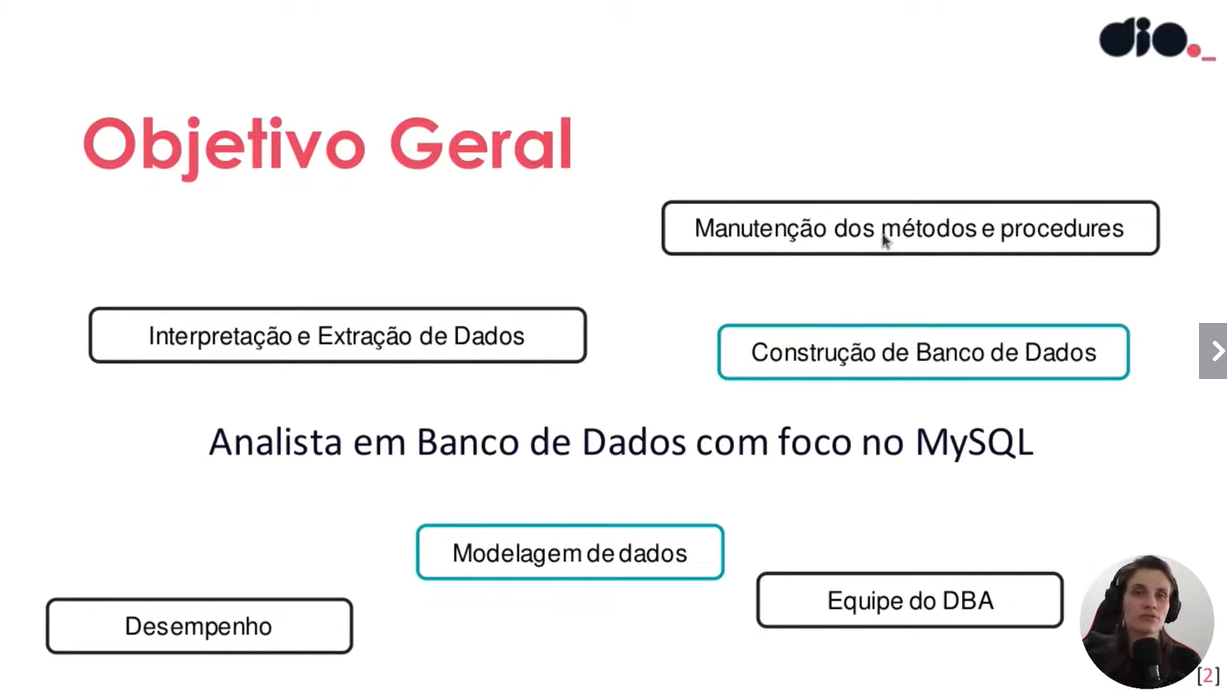 dio._
Objetivo Geral
Manutenção dos métodos e procedures
Interpretação e Extração de Dados
Construção de Banco de Dados
Analista em Banco de Dados com foco no MySQL
Modelagem de dados
Equipe do DBA
Desempenho
[2]